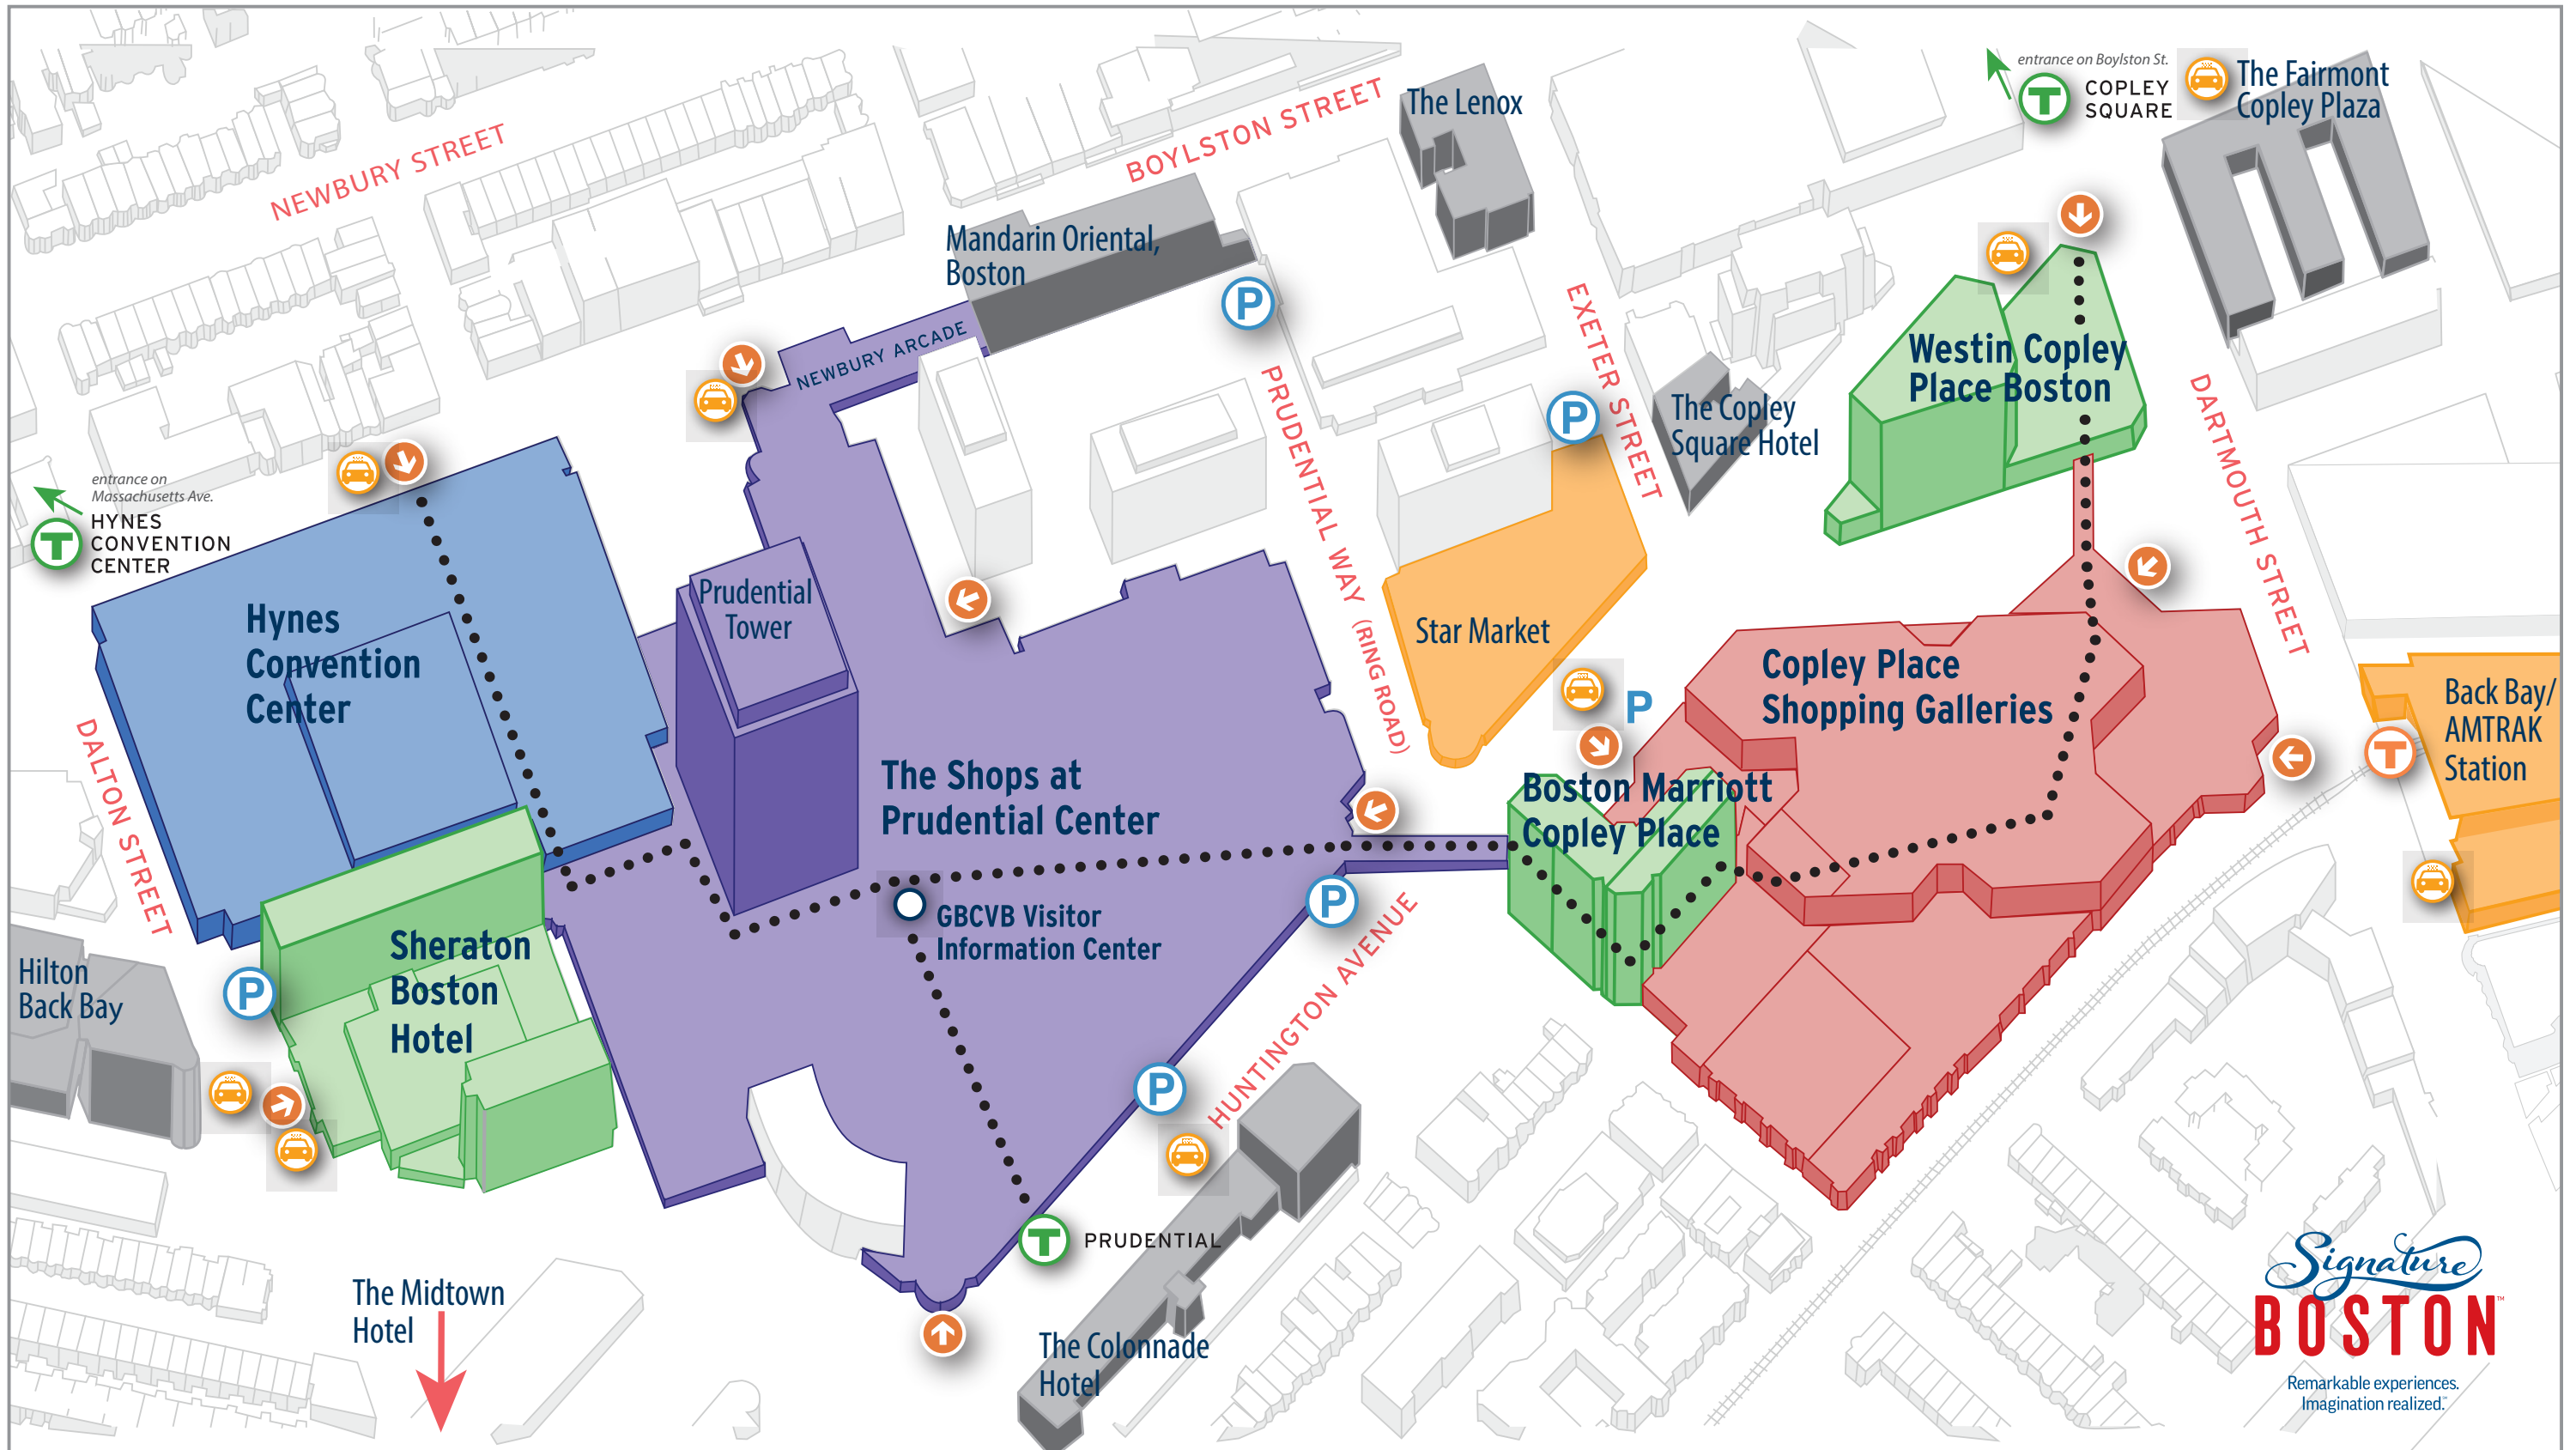 entrance on Boylston St.
T
COPLEY
SQUARE
The Fairmont
Copley Plaza
The Lenox
BOYLSTON STREET
NEWBURY STREET
Mandarin Oriental,
Boston
P
NEWBURY ARCADE
EXETER STREET
Westin Copley
Place Boston
P
The Copley
Square Hotel
PRUDENTIAL WAY (RING ROAD)
DARTMOUTH STREET
entrance on
Massachusetts Ave.
T
HYNES
CONVENTION
CENTER
Prudential
Tower
Hynes
Convention
Center
Star Market
Copley Place
Shopping Galleries
P
Back Bay/
AMTRAK
Station
T
DALTON STREET
The Shops at
Prudential Center
Boston Marriott
Copley Place
P
GBCVB Visitor
Information Center
HUNTINGTON AVENUE
Sheraton
Boston
Hotel
Hilton
Back Bay
P
P
T
PRUDENTIAL
The Midtown
Hotel
The Colonnade
Hotel
Signature
BOSTON™
Remarkable experiences.
Imagination realized.™